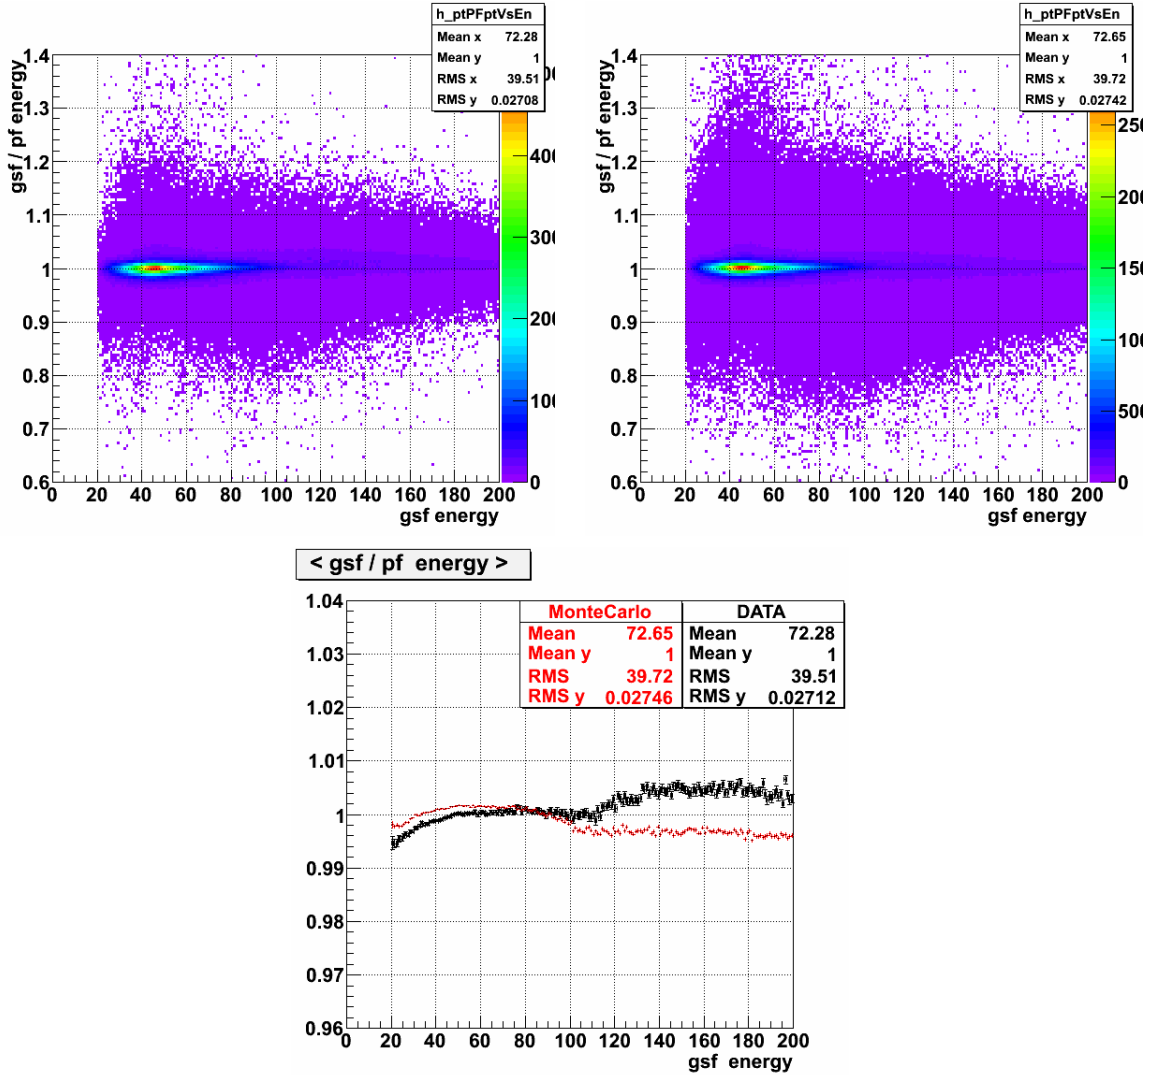 h_ptPFptVsEn
Mean x 72.28
Mean y 1
RMS x 39.51
RMS y 0.02708
gsf / pf energy
1.4
1.3
1.2
1.1
1
0.9
0.8
0.7
0.6
0 20 40 60 80 100 120 140 160 180 200
gsf energy
400
300
200
100
0
h_ptPFptVsEn
Mean x 72.65
Mean y 1
RMS x 39.72
RMS y 0.02742
gsf / pf energy
1.4
1.3
1.2
1.1
1
0.9
0.8
0.7
0.6
0 20 40 60 80 100 120 140 160 180 200
gsf energy
250
200
150
100
500
0
< gsf / pf energy >
MonteCarlo
Mean 72.65
Mean y 1
RMS 39.72
RMS y 0.02746
DATA
Mean 72.28
Mean y 1
RMS 39.51
RMS y 0.02712
1.04
1.03
1.02
1.01
1
0.99
0.98
0.97
0.96
0 20 40 60 80 100 120 140 160 180 200
gsf energy